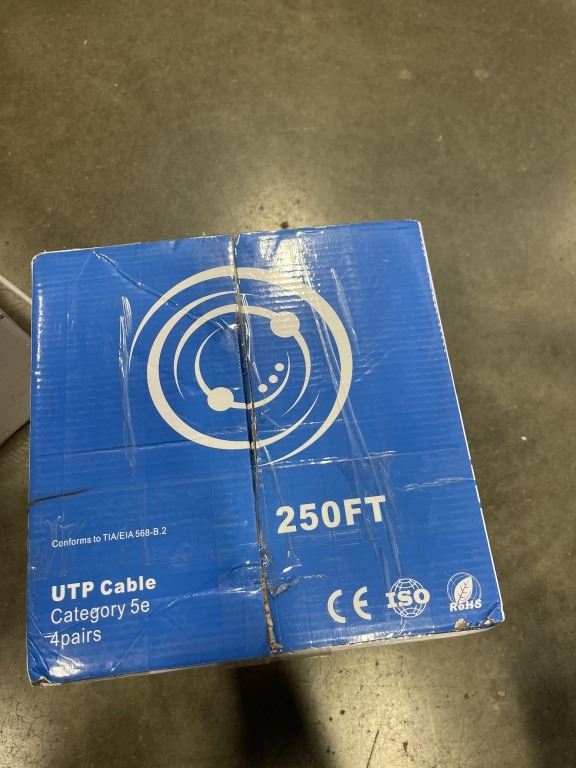 250FT
Conforms to TIA/EIA 568-B.2
UTP Cable
Category 5e
4pairs
CE ISO RoHS